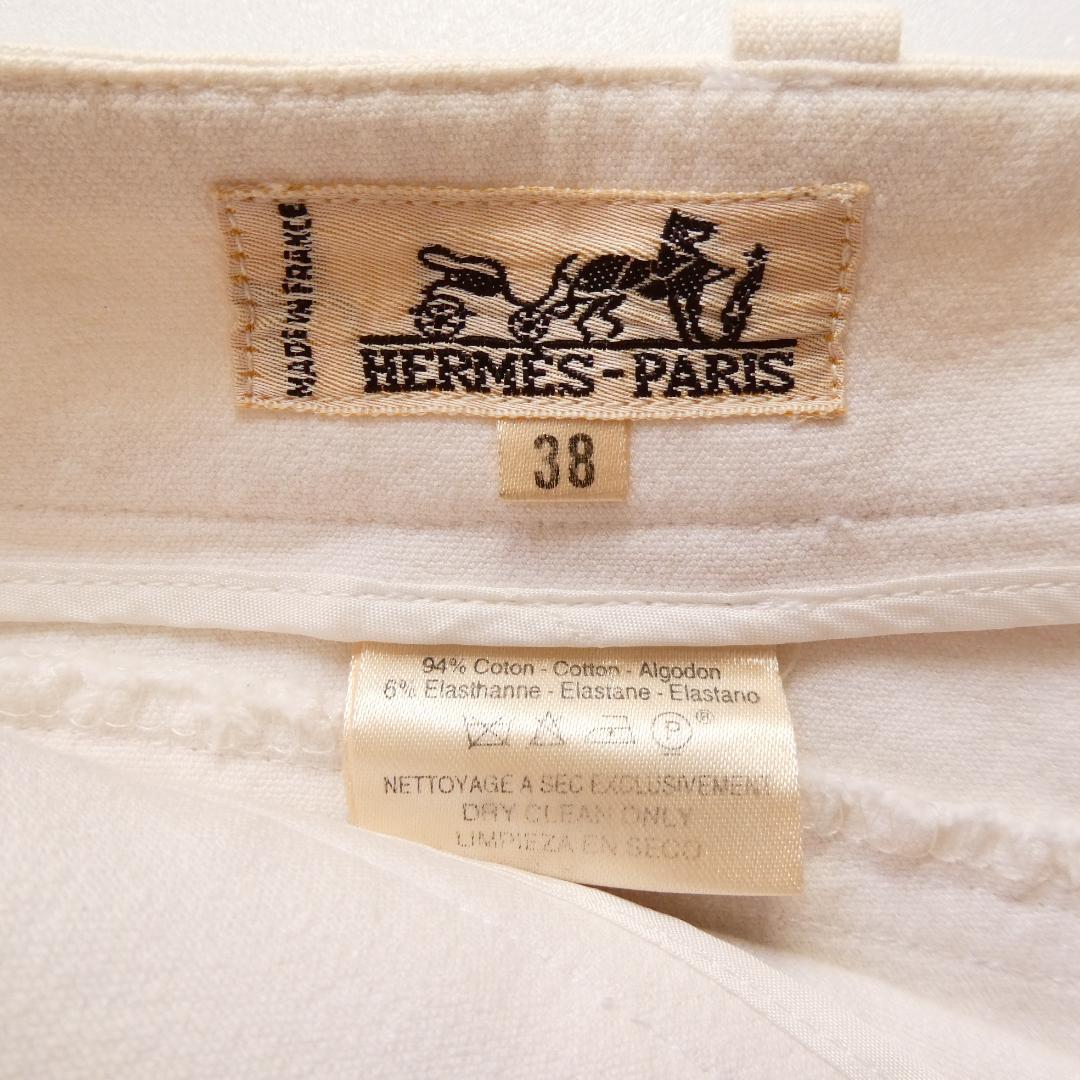 MADE IN FRANCE
HERMÈS-PARIS
38
94% Coton - Cotton - Algodon
6% Elasthanne - Elastane - Elastano
P®
NETTOYAGE A SEC EXCLUSIVEMENT
DRY CLEAN ONLY
LIMPIEZA EN SECO